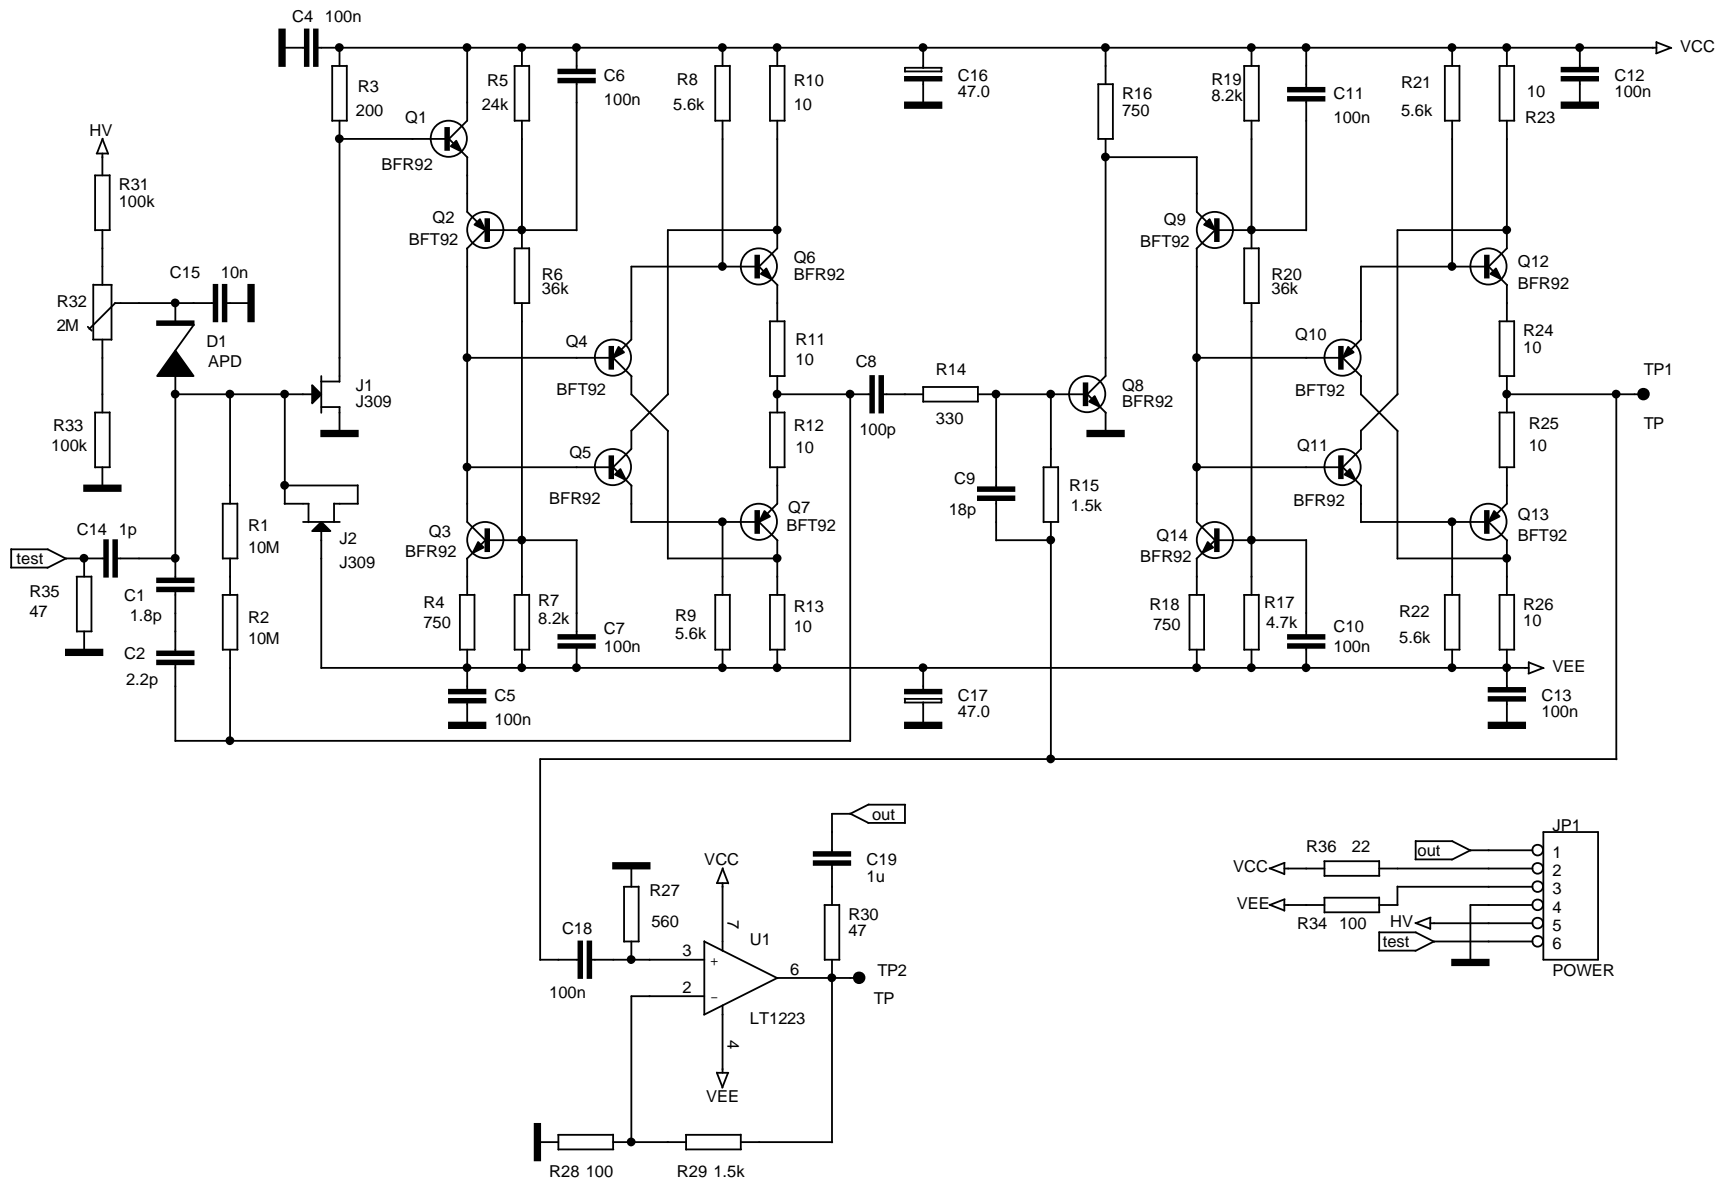 C4 100n
VCC
R3
200
Q1
BFR92
R5
24k
C6
100n
R8
5.6k
R10
10
C16
47.0
R16
750
R19
8.2k
C11
100n
R21
5.6k
10
R23
C12
100n
HV
R31
100k
Q2
BFT92
Q9
BFT92
C15 10n
R6
36k
Q6
BFR92
R20
36k
Q12
BFR92
R32
2M
D1
APD
Q4
BFT92
R11
10
C8
100p
R14
330
Q10
BFT92
R24
10
TP1
TP
J1
J309
Q8
BFR92
R33
100k
R12
10
R25
10
Q5
BFR92
Q11
BFR92
C9
18p
R15
1.5k
C14 1p
test
R1
10M
J2
J309
Q3
BFR92
Q7
BFT92
Q14
BFR92
Q13
BFT92
R35
47
C1
1.8p
R2
10M
R4
750
R7
8.2k
C7
100n
R9
5.6k
R13
10
R18
750
R17
4.7k
C10
100n
R22
5.6k
R26
10
C2
2.2p
VEE
C5
100n
C17
47.0
C13
100n
out
VCC
C19
1u
R27
560
7
R30
47
C18
100n
U1
3
+
2
-
6
TP2
TP
LT1223
4
VEE
R28 100
R29 1.5k
JP1
R36 22
out
1
VCC
2
VEE
3
R34 100
4
HV
5
test
6
POWER